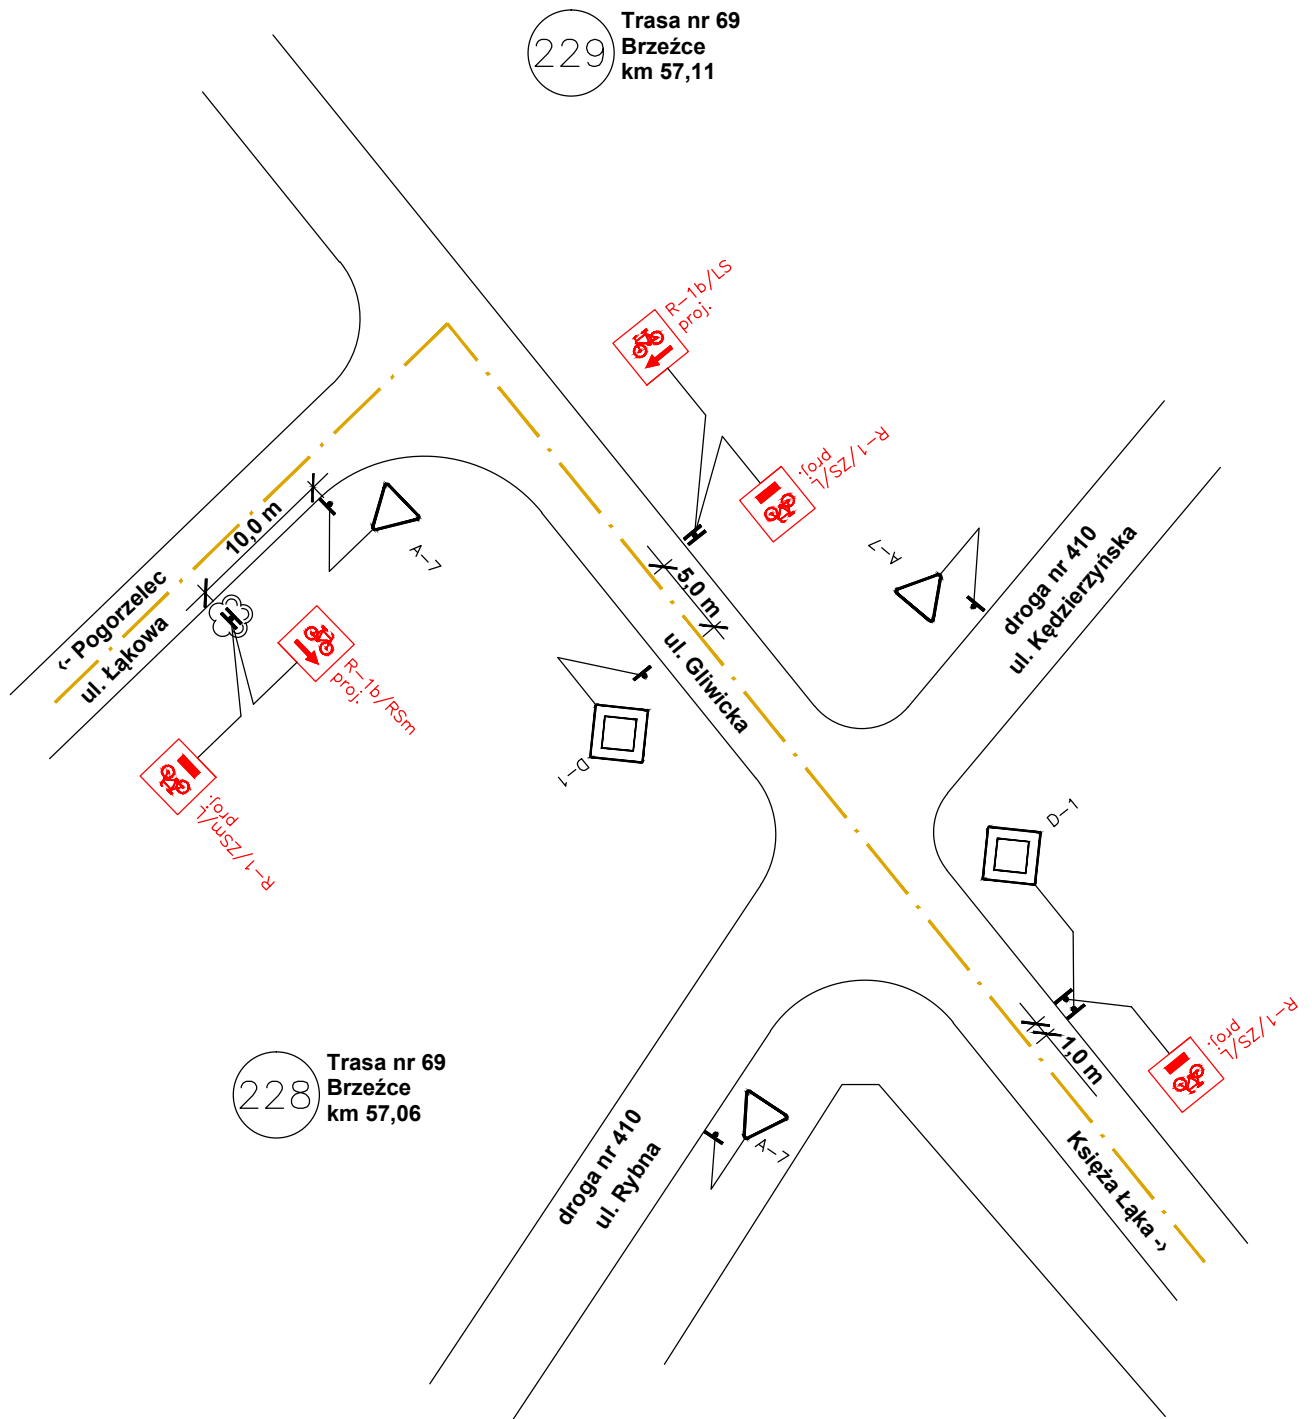 229
Trasa nr 69
Brzeźce
km 57,11
R-1b/LS
proj.
R-1/ZS/L
proj.
10,0 m
A-7
5,0 m
A-7
droga nr 410
ul. Kędzierzyńska
<- Pogorzelec
ul. Łąkowa
R-1b/RSm
proj.
ul. Gliwicka
D-1
R-1/ZSm/L
proj.
D-1
R-1/ZS/L
proj.
1,0 m
228
Trasa nr 69
Brzeźce
km 57,06
droga nr 410
ul. Rybna
A-7
Księża Łąka ->